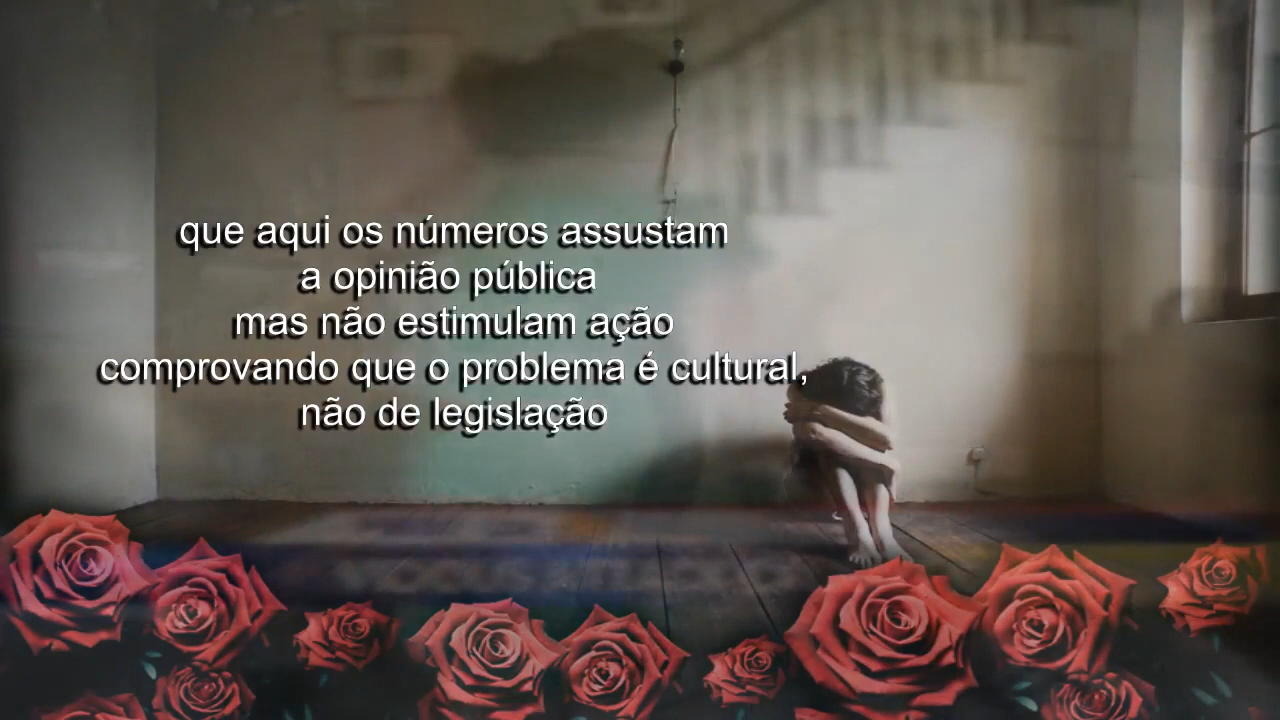 que aqui os números assustam
a opinião pública
mas não estimulam ação
comprovando que o problema é cultural,
não de legislação